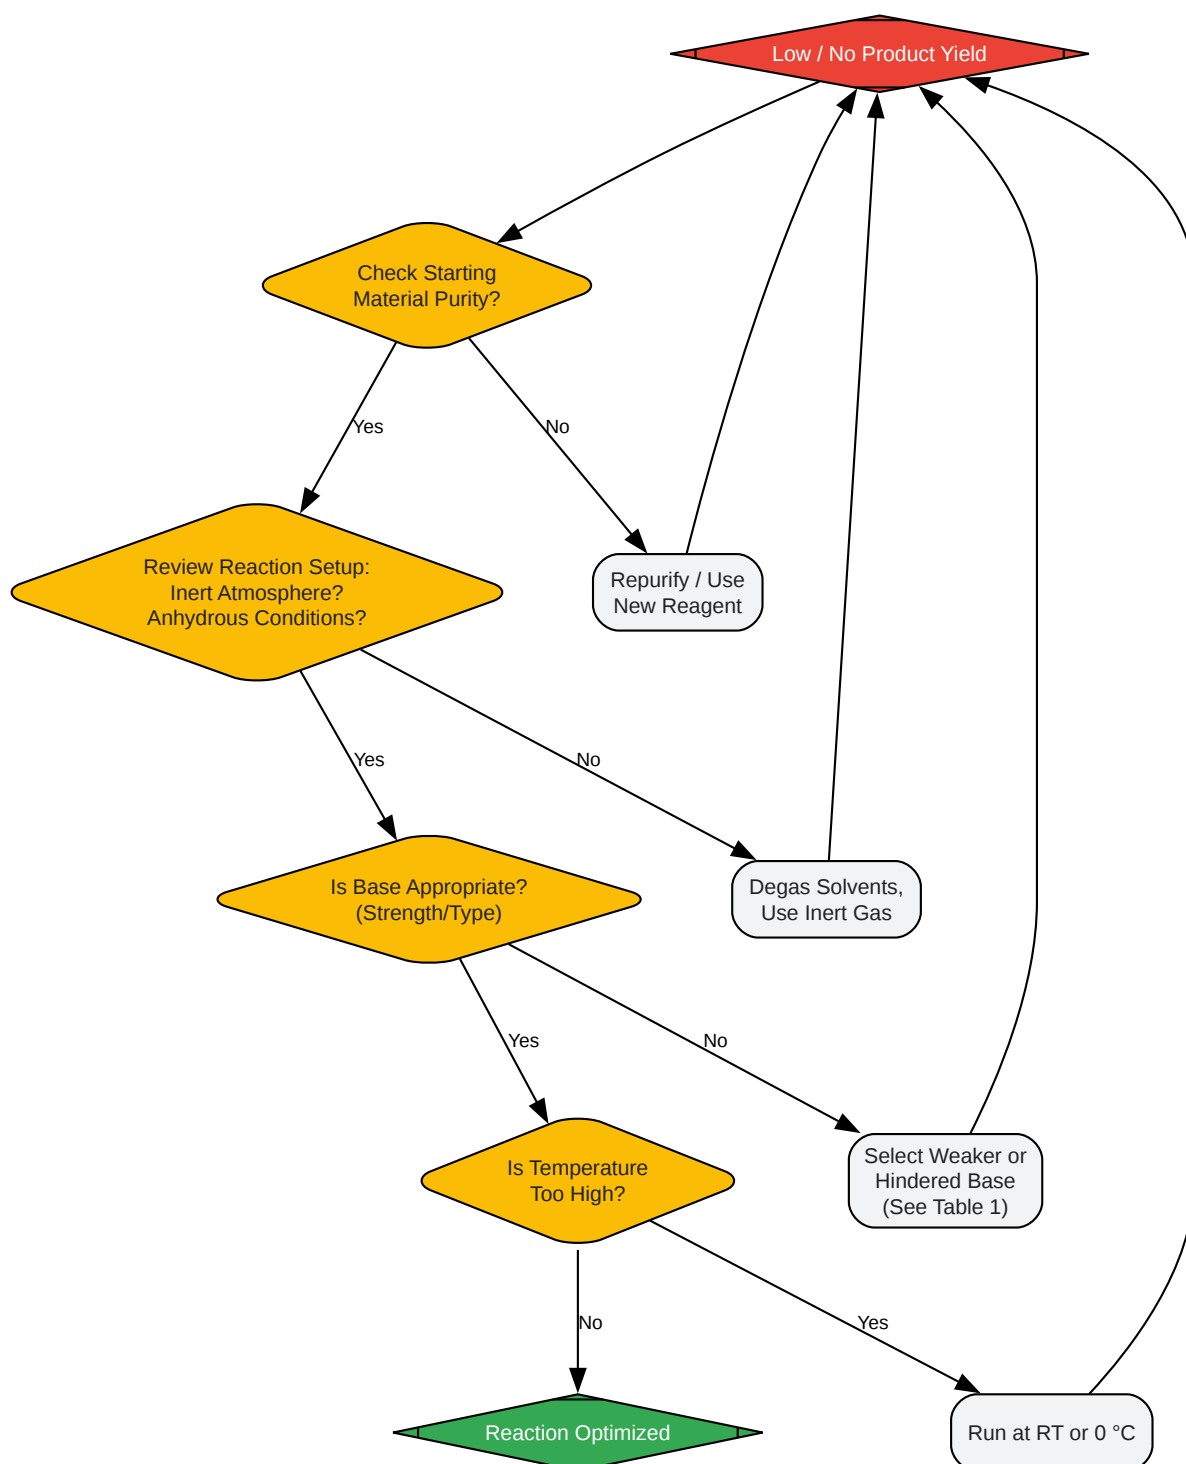 Low / No Product Yield
Check Starting
Material Purity?
Yes
No
Review Reaction Setup:
Inert Atmosphere?
Anhydrous Conditions?
Repurify / Use
New Reagent
Yes
No
Is Base Appropriate?
(Strength/Type)
Degas Solvents,
Use Inert Gas
Yes
No
Is Temperature
Too High?
Select Weaker or
Hindered Base
(See Table 1)
No
Yes
Reaction Optimized
Run at RT or 0 °C